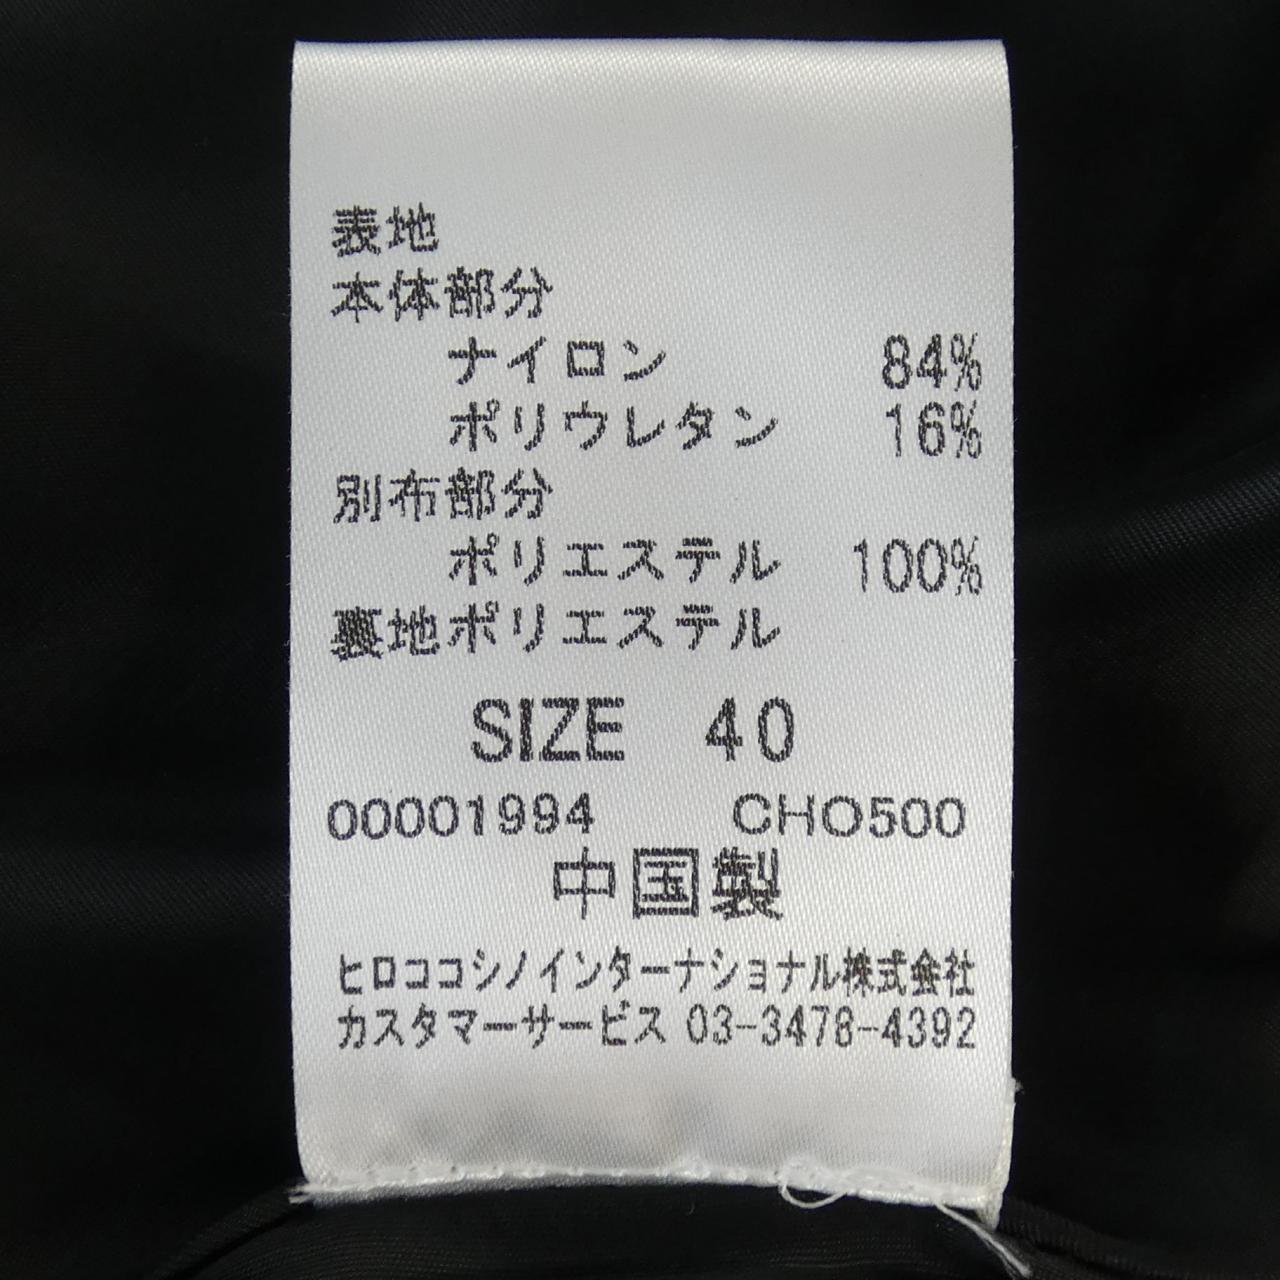 表地
本体部分
ナイロン 84%
ポリウレタン 16%
別布部分
ポリエステル 100%
裏地ポリエステル
SIZE 40
00001994 CHO500
中国製
ヒロココシノインターナショナル株式会社
カスタマーサービス 03-3478-4392